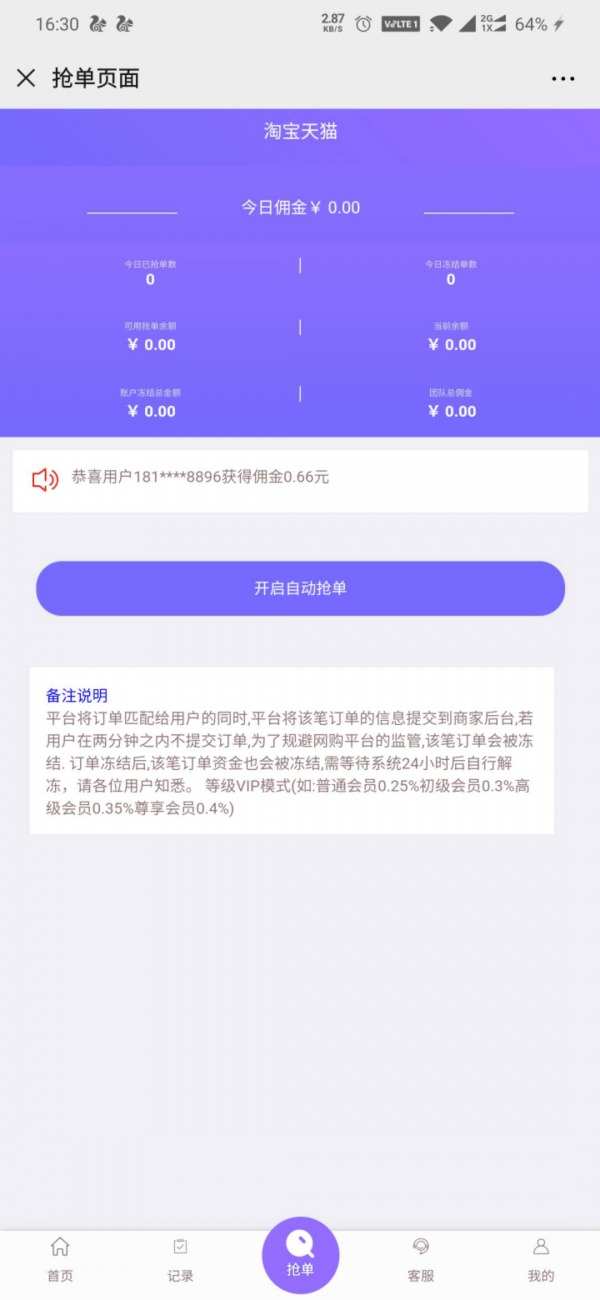 16:30 2.87 KB/S VoLTE 1 2G 1X 64%
抢单页面
淘宝天猫
今日佣金￥ 0.00
今日已抢单数 今日冻结单数
0 0
可用抢单余额 当前余额
￥ 0.00 ￥ 0.00
账户冻结总金额 团队总佣金
￥ 0.00 ￥ 0.00
恭喜用户181****8896获得佣金0.66元
开启自动抢单
备注说明
平台将订单匹配给用户的同时,平台将该笔订单的信息提交到商家后台,若
用户在两分钟之内不提交订单,为了规避网购平台的监管,该笔订单会被冻
结. 订单冻结后,该笔订单资金也会被冻结,需等待系统24小时后自行解
冻，请各位用户知悉。 等级VIP模式(如:普通会员0.25%初级会员0.3%高
级会员0.35%尊享会员0.4%)
首页 记录 抢单 客服 我的